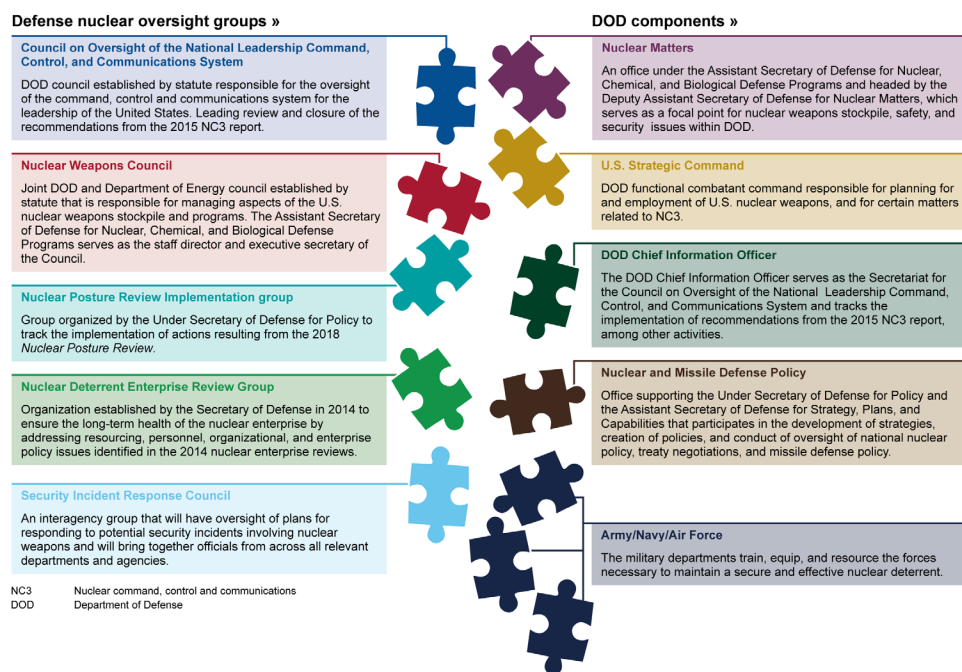 Defense nuclear oversight groups »
Council on Oversight of the National Leadership Command,
Control, and Communications System
DOD council established by statute responsible for the oversight
of the command, control and communications system for the
leadership of the United States. Leading review and closure of the
recommendations from the 2015 NC3 report.
Nuclear Weapons Council
Joint DOD and Department of Energy council established by
statute that is responsible for managing aspects of the U.S.
nuclear weapons stockpile and programs. The Assistant Secretary
of Defense for Nuclear, Chemical, and Biological Defense
Programs serves as the staff director and executive secretary of
the Council.
Nuclear Posture Review Implementation group
Group organized by the Under Secretary of Defense for Policy to
track the implementation of actions resulting from the 2018
Nuclear Posture Review.
Nuclear Deterrent Enterprise Review Group
Organization established by the Secretary of Defense in 2014 to
ensure the long-term health of the nuclear enterprise by
addressing resourcing, personnel, organizational, and enterprise
policy issues identified in the 2014 nuclear enterprise reviews.
Security Incident Response Council
An interagency group that will have oversight of plans for
responding to potential security incidents involving nuclear
weapons and will bring together officials from across all relevant
departments and agencies.
DOD components »
Nuclear Matters
An office under the Assistant Secretary of Defense for Nuclear,
Chemical, and Biological Defense Programs and headed by the
Deputy Assistant Secretary of Defense for Nuclear Matters, which
serves as a focal point for nuclear weapons stockpile, safety, and
security issues within DOD.
U.S. Strategic Command
DOD functional combatant command responsible for planning for
and employment of U.S. nuclear weapons, and for certain matters
related to NC3.
DOD Chief Information Officer
The DOD Chief Information Officer serves as the Secretariat for
the Council on Oversight of the National Leadership Command,
Control, and Communications System and tracks the
implementation of recommendations from the 2015 NC3 report,
among other activities.
Nuclear and Missile Defense Policy
Office supporting the Under Secretary of Defense for Policy and
the Assistant Secretary of Defense for Strategy, Plans, and
Capabilities that participates in the development of strategies,
creation of policies, and conduct of oversight of national nuclear
policy, treaty negotiations, and missile defense policy.
Army/Navy/Air Force
The military departments train, equip, and resource the forces
necessary to maintain a secure and effective nuclear deterrent.
NC3 Nuclear command, control and communications
DOD Department of Defense